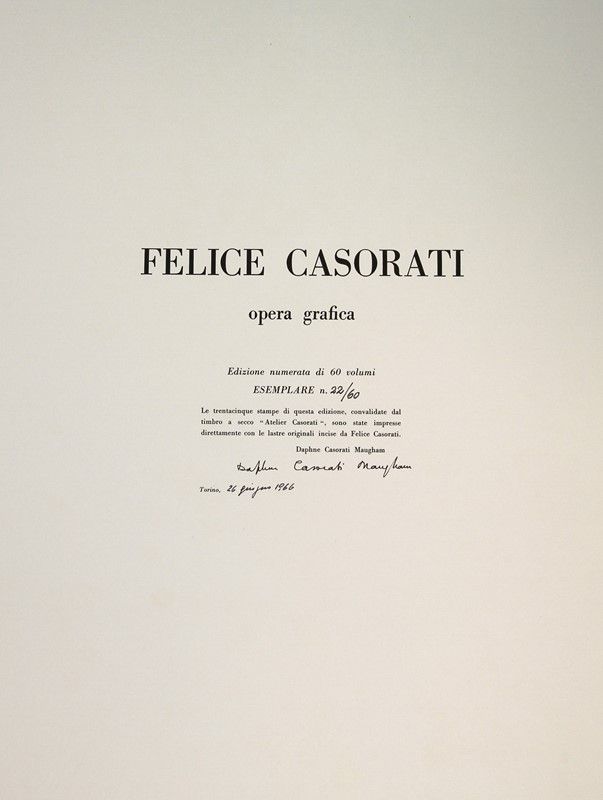 FELICE CASORATI
opera grafica
Edizione numerata di 60 volumi
ESEMPLARE n. 22/60
Le trentacinque stampe di questa edizione, convalidate dal
timbro a secco "Atelier Casorati", sono state impresse
direttamente con le lastre originali incise da Felice Casorati.
Daphne Casorati Maugham
Daphne Casorati Maugham
Torino, 26 giugno 1966